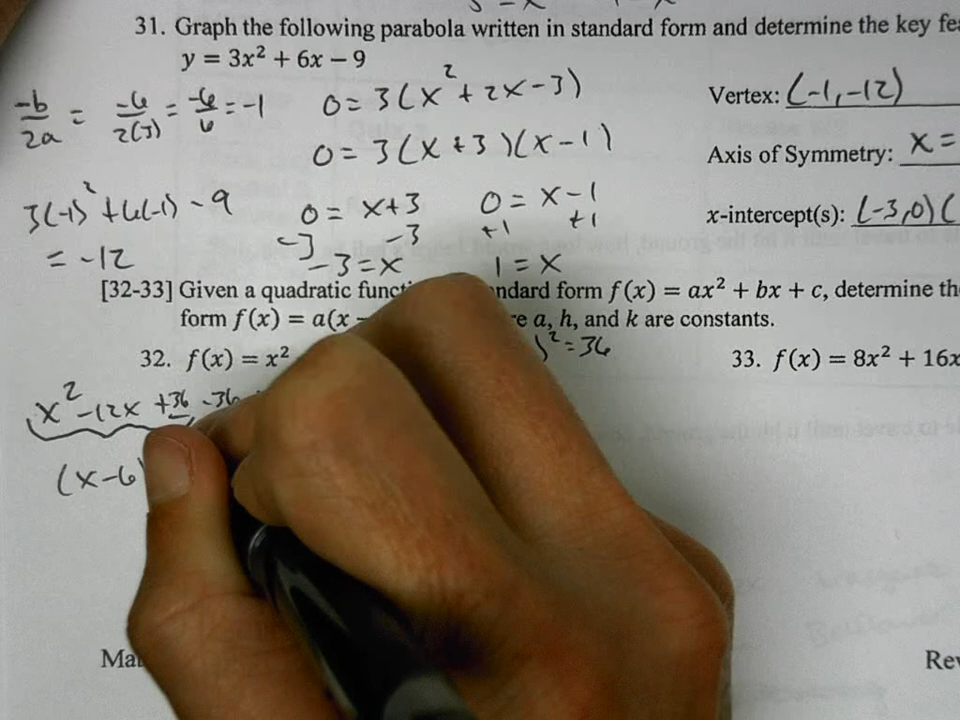 31. Graph the following parabola written in standard form and determine the key fea
y = 3x² + 6x − 9
-b/2a = -6/2(3) = -6/6 = -1
0 = 3(x² + 2x - 3)
Vertex: (-1, -12)
0 = 3(x + 3)(x - 1)
Axis of Symmetry: x =
3(-1)² + 6(-1) - 9
0 = x + 3
0 = x - 1
x-intercept(s): (-3,0) (
-3 -3
+1 +1
= -12
-3 = x
1 = x
[32-33] Given a quadratic functi ndard form f(x) = ax² + bx + c, determine th
form f(x) = a(x − re a, h, and k are constants.
)² = 36
32. f(x) = x²
33. f(x) = 8x² + 16x
x² - 12x + 36 - 36
(x - 6)
Ma
Rev